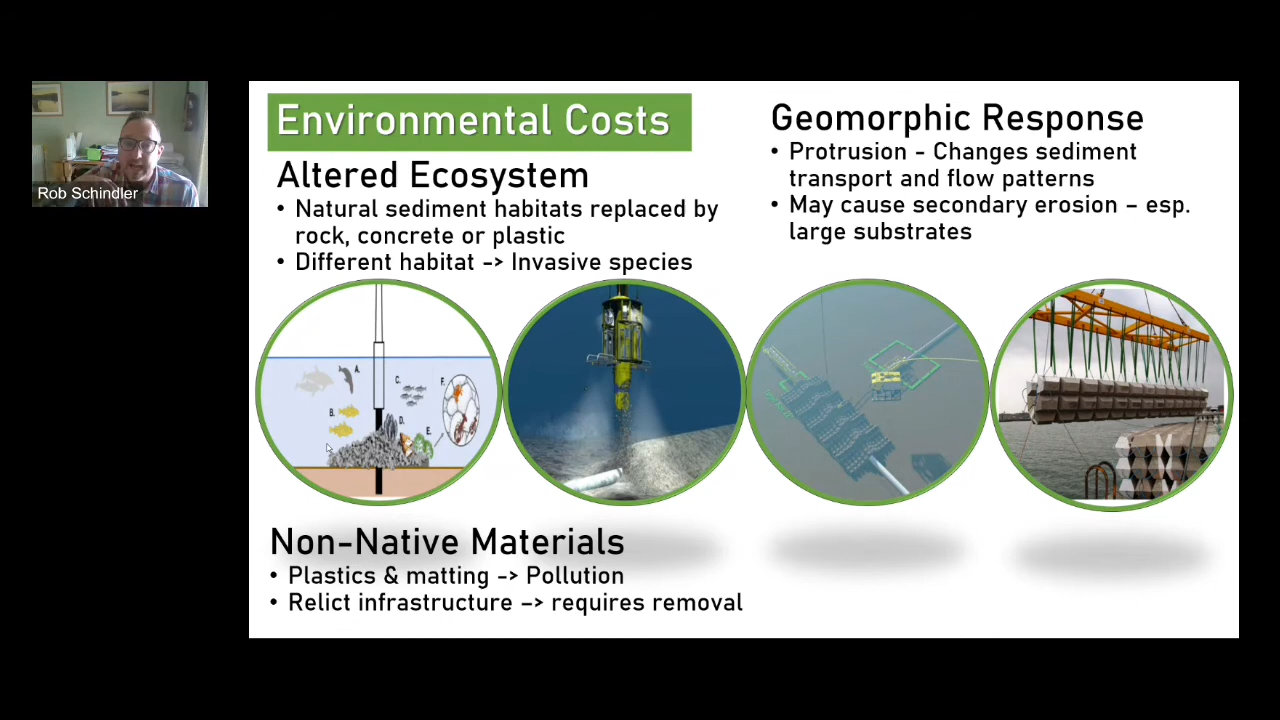 Rob Schindler
Environmental Costs
Altered Ecosystem
• Natural sediment habitats replaced by
rock, concrete or plastic
• Different habitat -> Invasive species
Geomorphic Response
• Protrusion - Changes sediment
transport and flow patterns
• May cause secondary erosion – esp.
large substrates
A.
B.
C.
D.
E.
F.
Non-Native Materials
• Plastics & matting -> Pollution
• Relict infrastructure –> requires removal